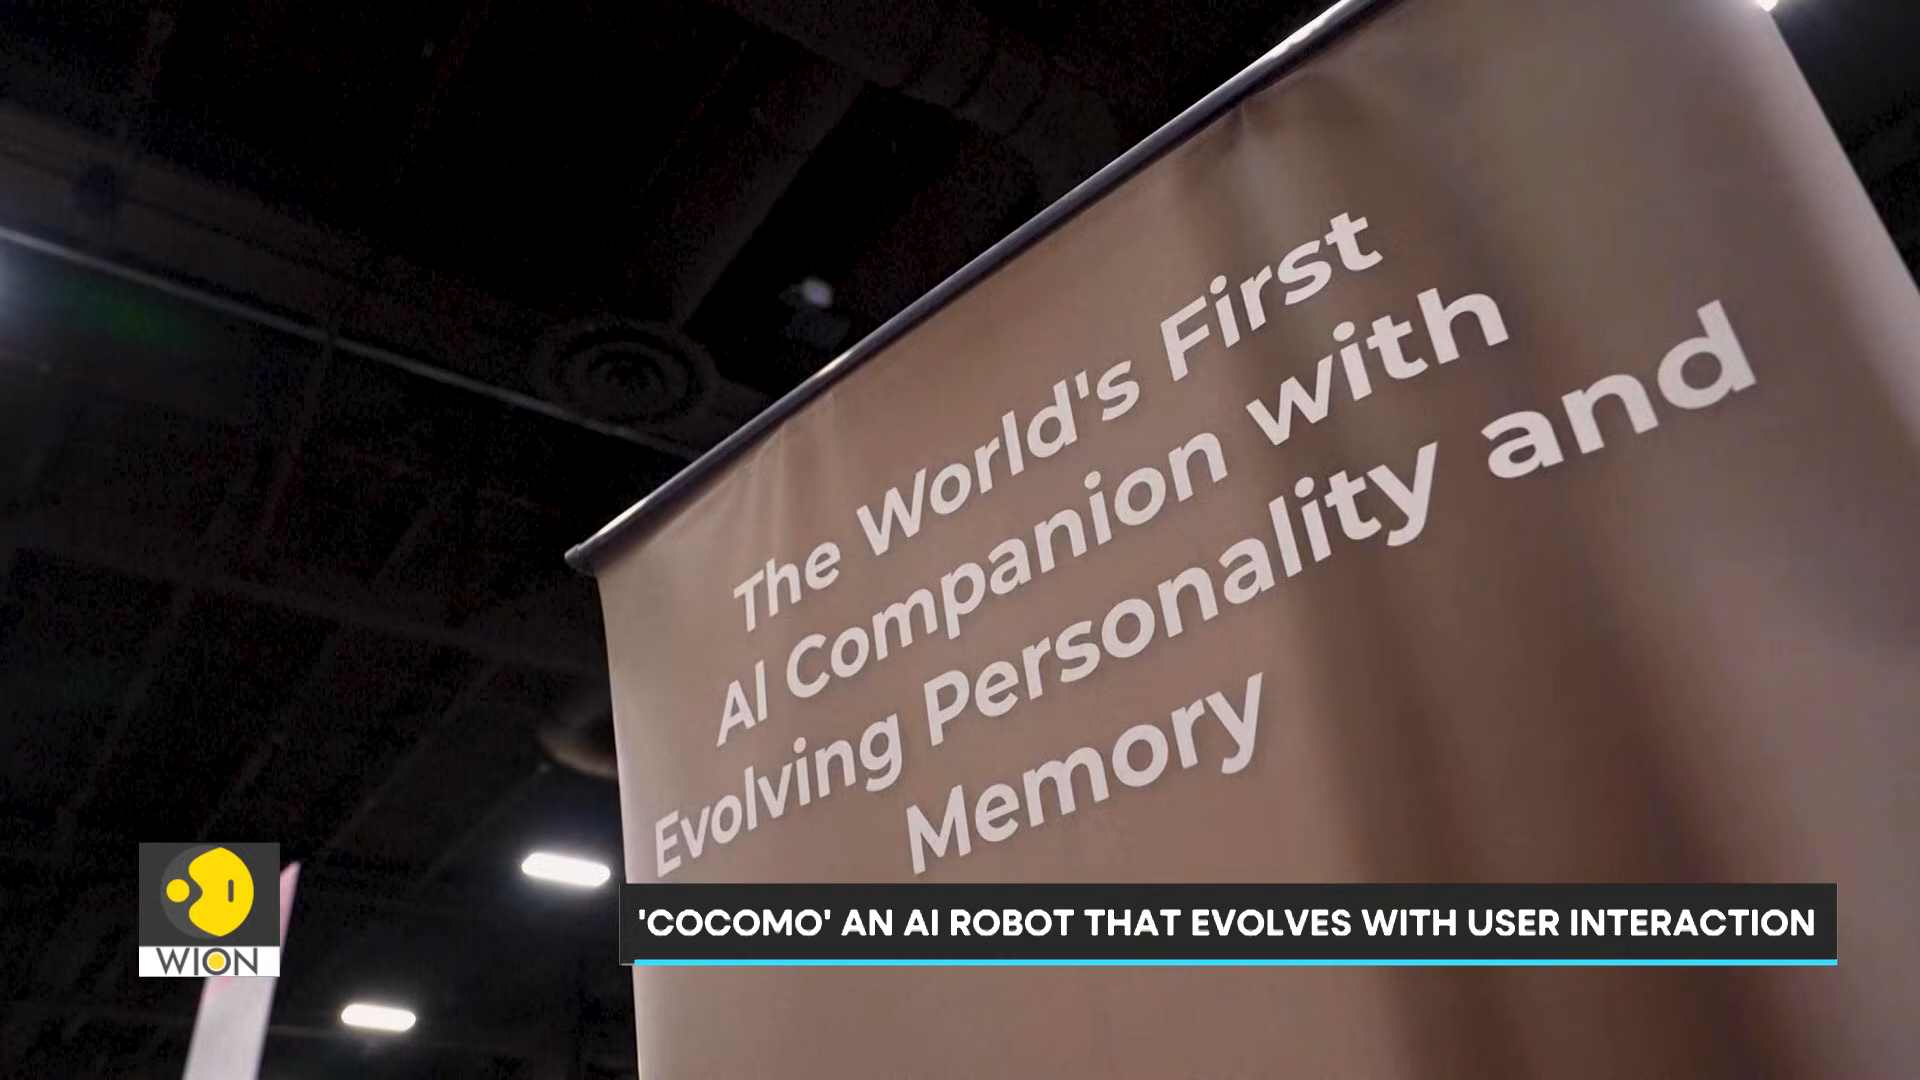 The World's First
AI Companion with
Evolving Personality and
Memory
'COCOMO' AN AI ROBOT THAT EVOLVES WITH USER INTERACTION
WION